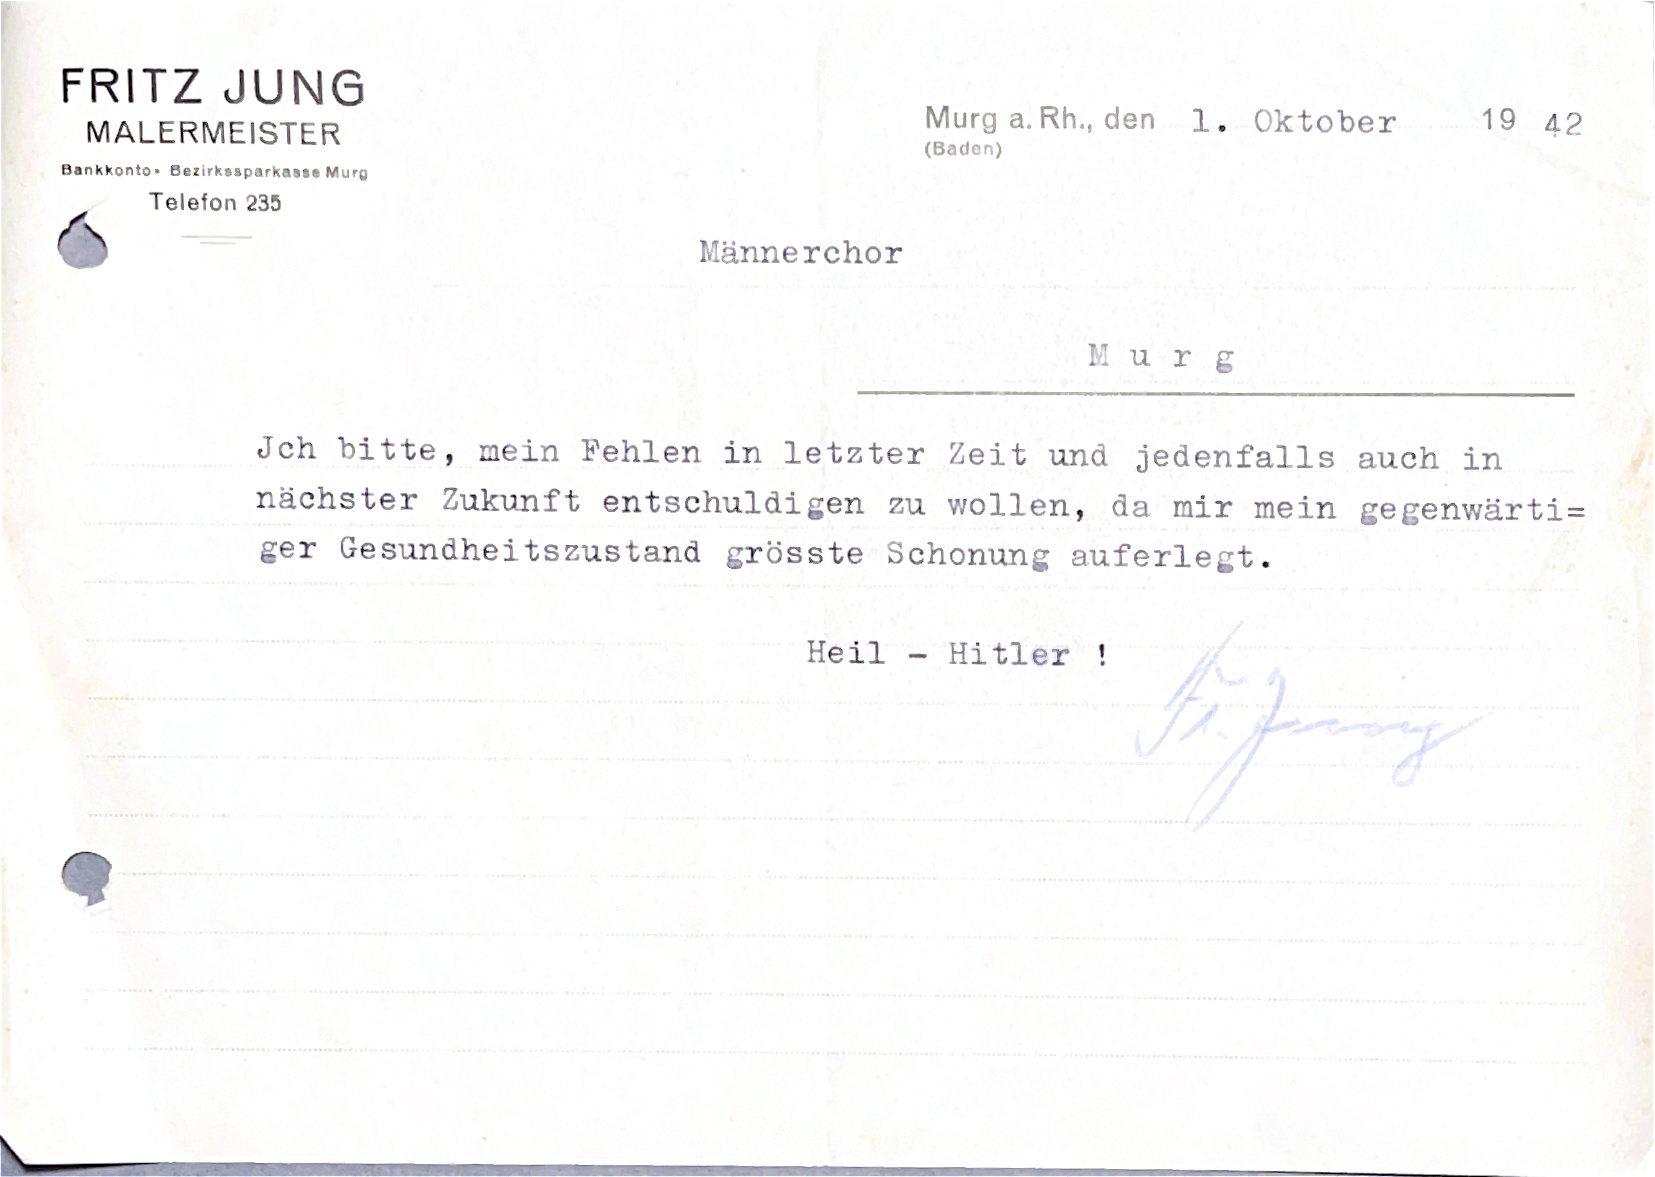 FRITZ JUNG
MALERMEISTER
Bankkonto: Bezirkssparkasse Murg
Telefon 235
Murg a. Rh., den 1. Oktober 19 42
(Baden)
Männerchor
M u r g
Jch bitte, mein Fehlen in letzter Zeit und jedenfalls auch in
nächster Zukunft entschuldigen zu wollen, da mir mein gegenwärti=
ger Gesundheitszustand grösste Schonung auferlegt.
Heil - Hitler !
Fr. Jung